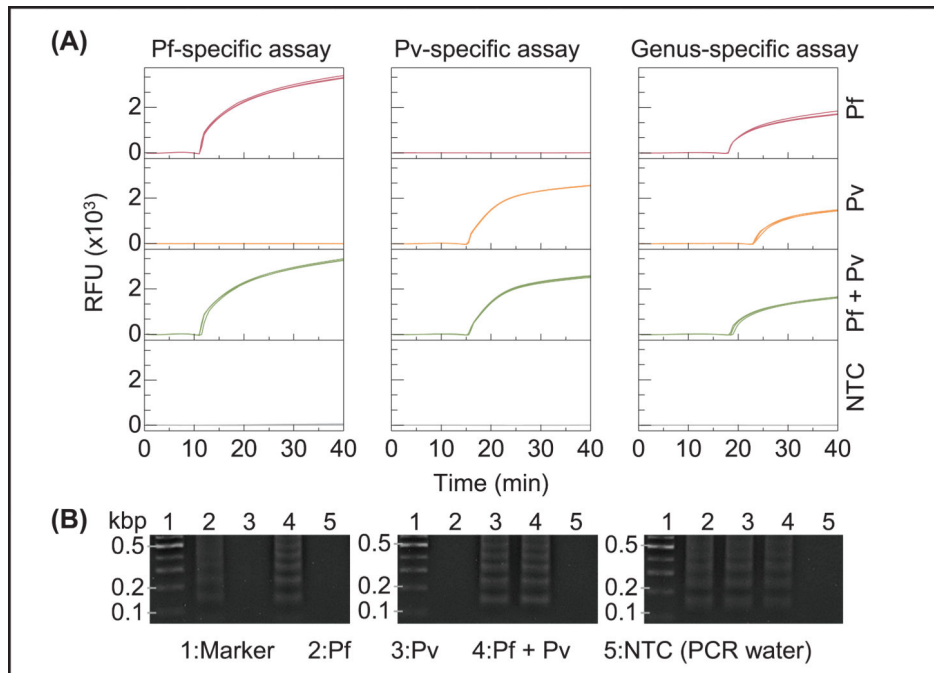 (A)
Pf-specific assay Pv-specific assay Genus-specific assay
RFU (x10³)
2
0
Pf
2
0
Pv
2
0
Pf + Pv
2
0
NTC
0 10 20 30 40 0 10 20 30 40 0 10 20 30 40
Time (min)
(B)
kbp 1 2 3 4 5 1 2 3 4 5 1 2 3 4 5
0.5 0.5 0.5
0.2 0.2 0.2
0.1 0.1 0.1
1:Marker 2:Pf 3:Pv 4:Pf + Pv 5:NTC (PCR water)